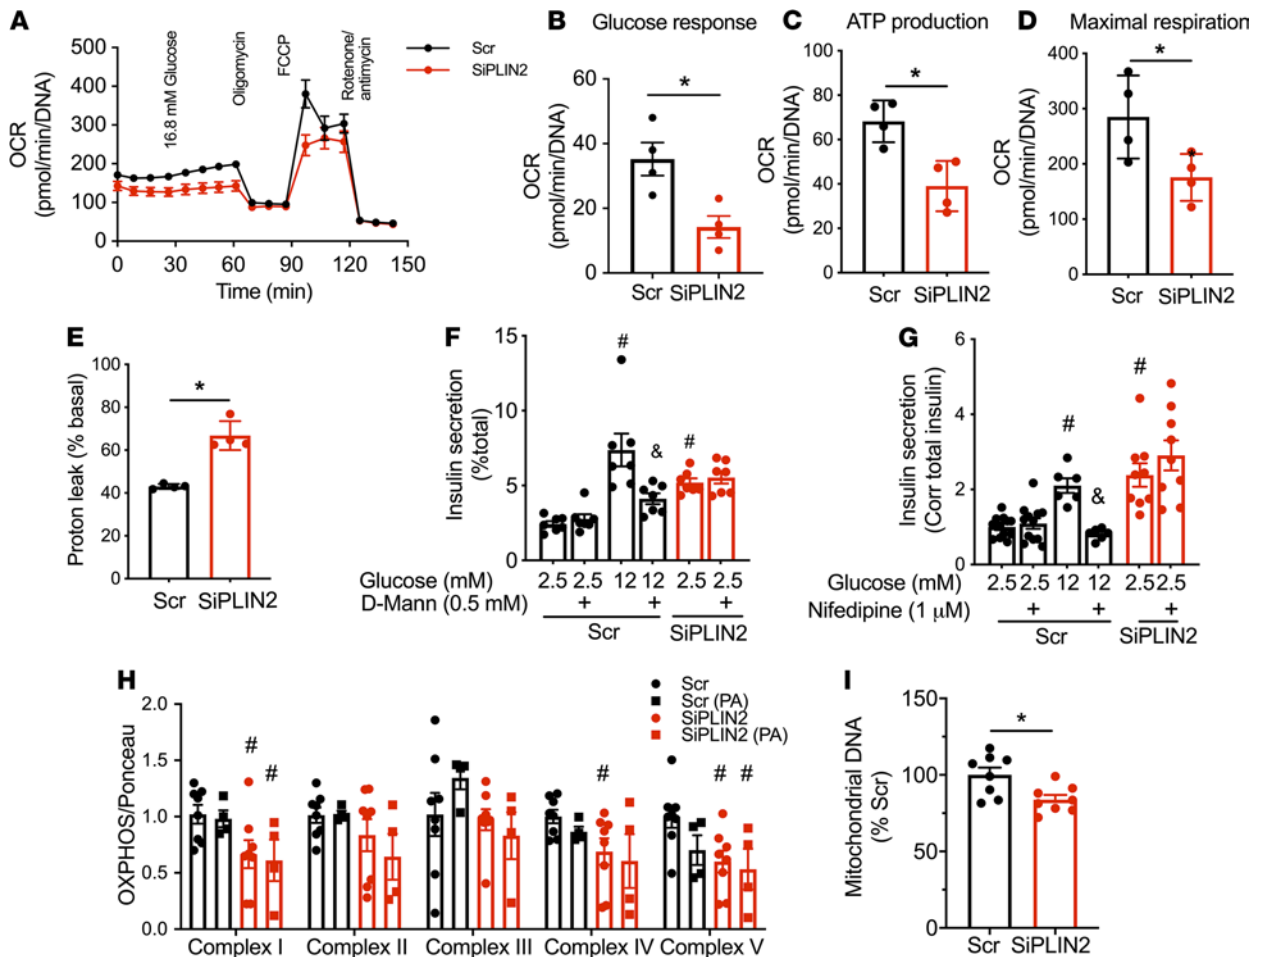 A
500
400
300
200
100
0
OCR
(pmol/min/DNA)
16.8 mM Glucose
Oligomycin
FCCP
Rotenone/
antimycin
Scr
SiPLIN2
0 30 60 90 120 150
Time (min)
B Glucose response
*
60
40
20
0
OCR
(pmol/min/DNA)
Scr SiPLIN2
C ATP production
*
100
80
60
40
20
0
OCR
(pmol/min/DNA)
Scr SiPLIN2
D Maximal respiration
*
400
300
200
100
0
OCR
(pmol/min/DNA)
Scr SiPLIN2
E
*
100
80
60
40
20
0
Proton leak (% basal)
Scr SiPLIN2
F
15
10
5
0
Insulin secretion
(%total)
# & #
Glucose (mM) 2.5 2.5 12 12 2.5 2.5
D-Mann (0.5 mM) + + +
Scr SiPLIN2
G
6
4
2
0
Insulin secretion
(Corr total insulin)
# & #
Glucose (mM) 2.5 2.5 12 12 2.5 2.5
Nifedipine (1 μM) + + +
Scr SiPLIN2
H
2.0
1.5
1.0
0.5
0.0
OXPHOS/Ponceau
Scr
Scr (PA)
SiPLIN2
SiPLIN2 (PA)
# # # # #
Complex I Complex II Complex III Complex IV Complex V
I
*
150
100
50
0
Mitochondrial DNA
(% Scr)
Scr SiPLIN2